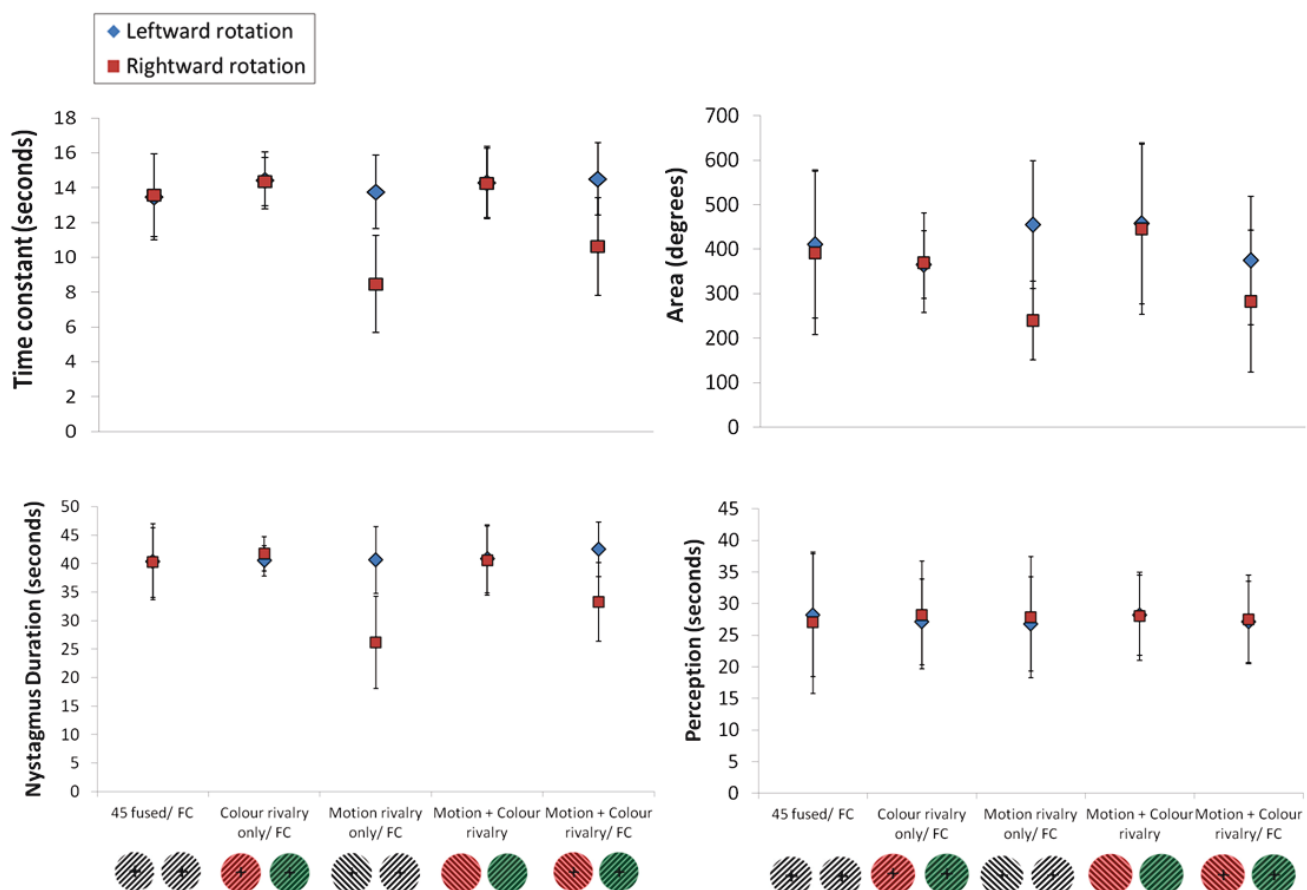 Leftward rotation
Rightward rotation
Time constant (seconds)
18
16
14
12
10
8
6
4
2
0
Area (degrees)
700
600
500
400
300
200
100
0
Nystagmus Duration (seconds)
50
45
40
35
30
25
20
15
10
5
0
45 fused/ FC
Colour rivalry
only/ FC
Motion rivalry
only/ FC
Motion + Colour
rivalry
Motion + Colour
rivalry/ FC
Perception (seconds)
45
40
35
30
25
20
15
10
5
0
45 fused/ FC
Colour rivalry
only/ FC
Motion rivalry
only/ FC
Motion + Colour
rivalry
Motion + Colour
rivalry/ FC